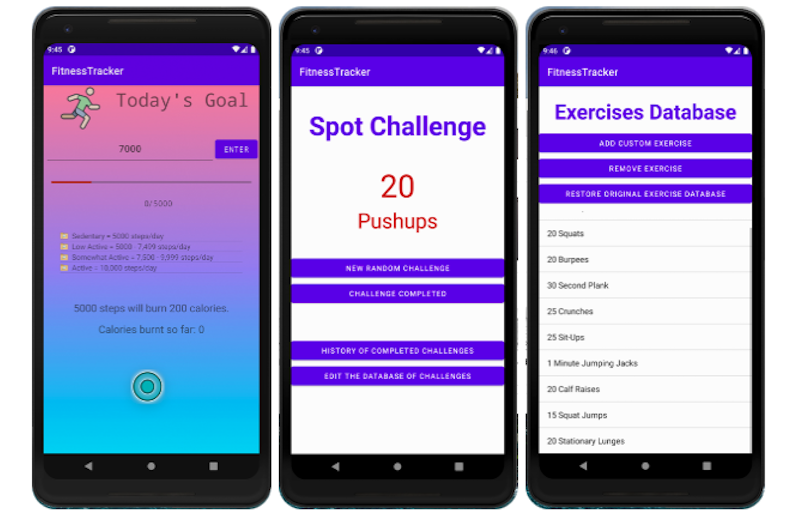 9:45
FitnessTracker
Today's Goal
7000
ENTER
0/5000
Sedentary = 5000 steps/day
Low Active = 5000 - 7,499 steps/day
Somewhat Active = 7,500 - 9,999 steps/day
Active = 10,000 steps/day
5000 steps will burn 200 calories.
Calories burnt so far: 0
9:45
FitnessTracker
Spot Challenge
20
Pushups
NEW RANDOM CHALLENGE
CHALLENGE COMPLETED
HISTORY OF COMPLETED CHALLENGES
EDIT THE DATABASE OF CHALLENGES
9:46
FitnessTracker
Exercises Database
ADD CUSTOM EXERCISE
REMOVE EXERCISE
RESTORE ORIGINAL EXERCISE DATABASE
20 Squats
20 Burpees
30 Second Plank
25 Crunches
25 Sit-Ups
1 Minute Jumping Jacks
20 Calf Raises
15 Squat Jumps
20 Stationary Lunges